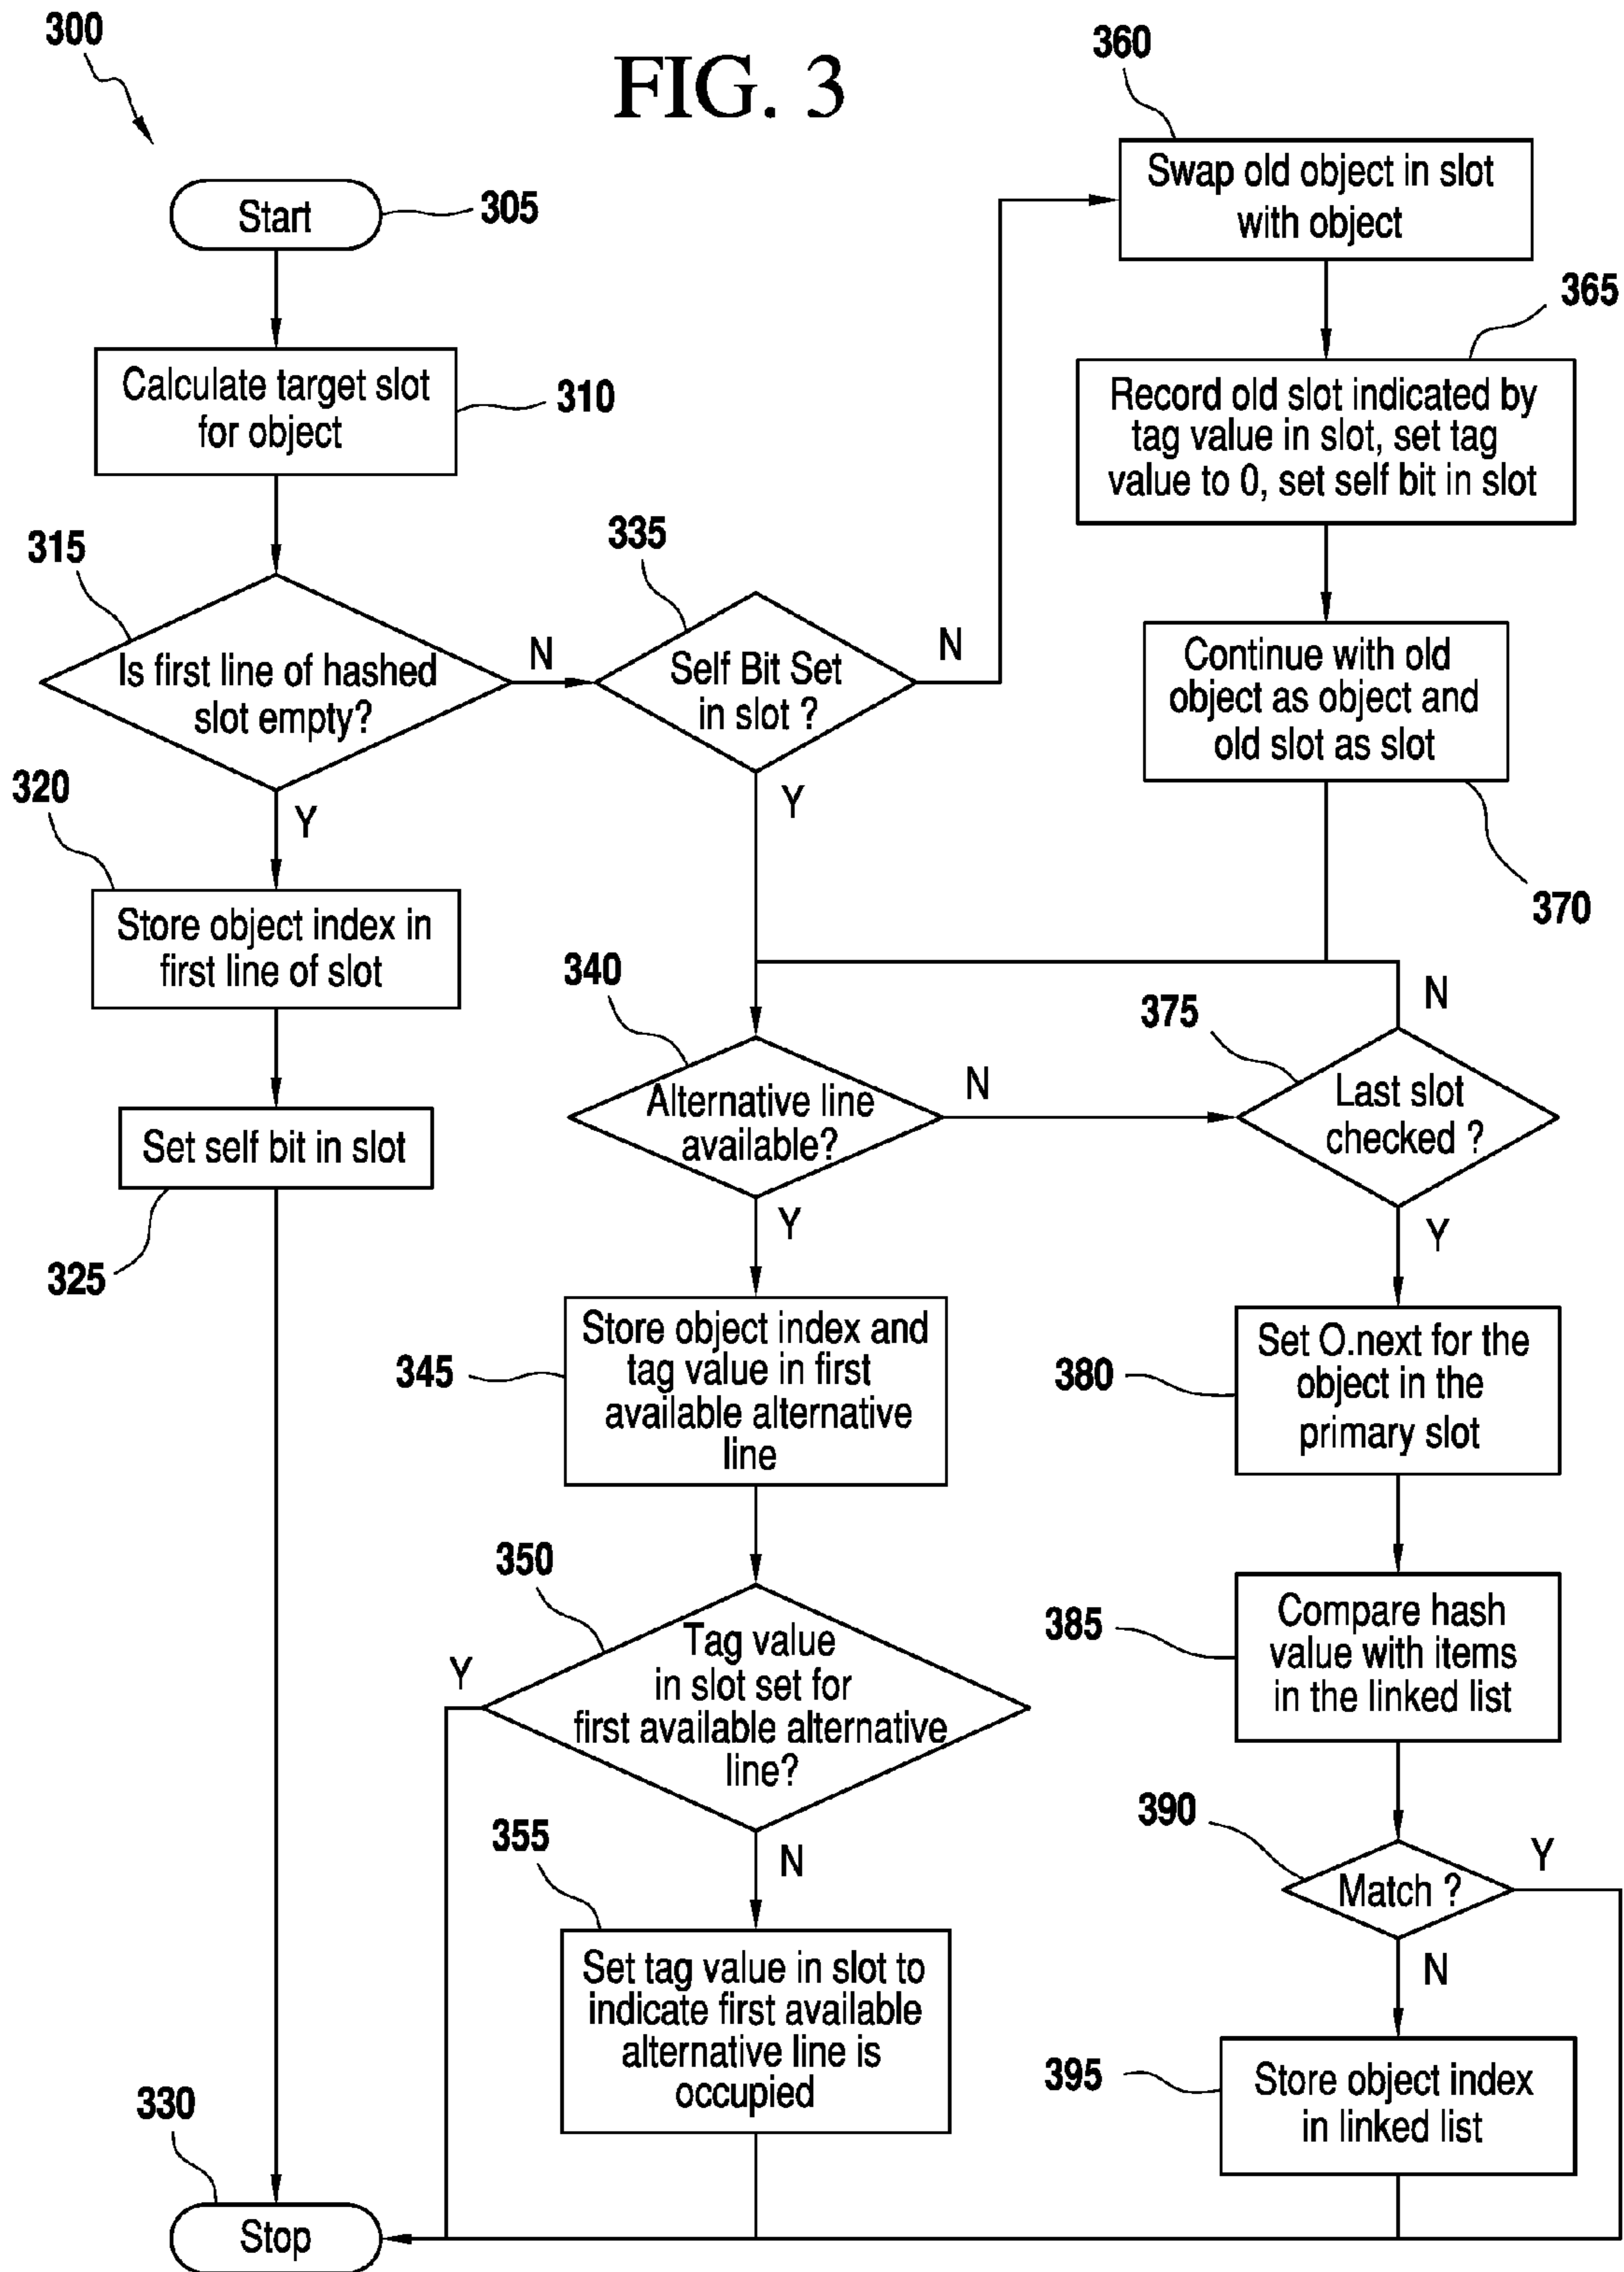 FIG. 3
300
Start
305
Calculate target slot
for object
310
315
Is first line of hashed
slot empty?
N
Y
320
Store object index in
first line of slot
Set self bit in slot
325
330
Stop
335
Self Bit Set
in slot ?
N
Y
340
Alternative line
available?
N
Y
345
Store object index and
tag value in first
available alternative
line
350
Tag value
in slot set for
first available alternative
line?
Y
N
355
Set tag value in slot to
indicate first available
alternative line is
occupied
360
Swap old object in slot
with object
365
Record old slot indicated by
tag value in slot, set tag
value to 0, set self bit in slot
Continue with old
object as object and
old slot as slot
370
375
N
Last slot
checked ?
Y
380
Set O.next for the
object in the
primary slot
385
Compare hash
value with items
in the linked list
390
Match ?
Y
N
395
Store object index
in linked list